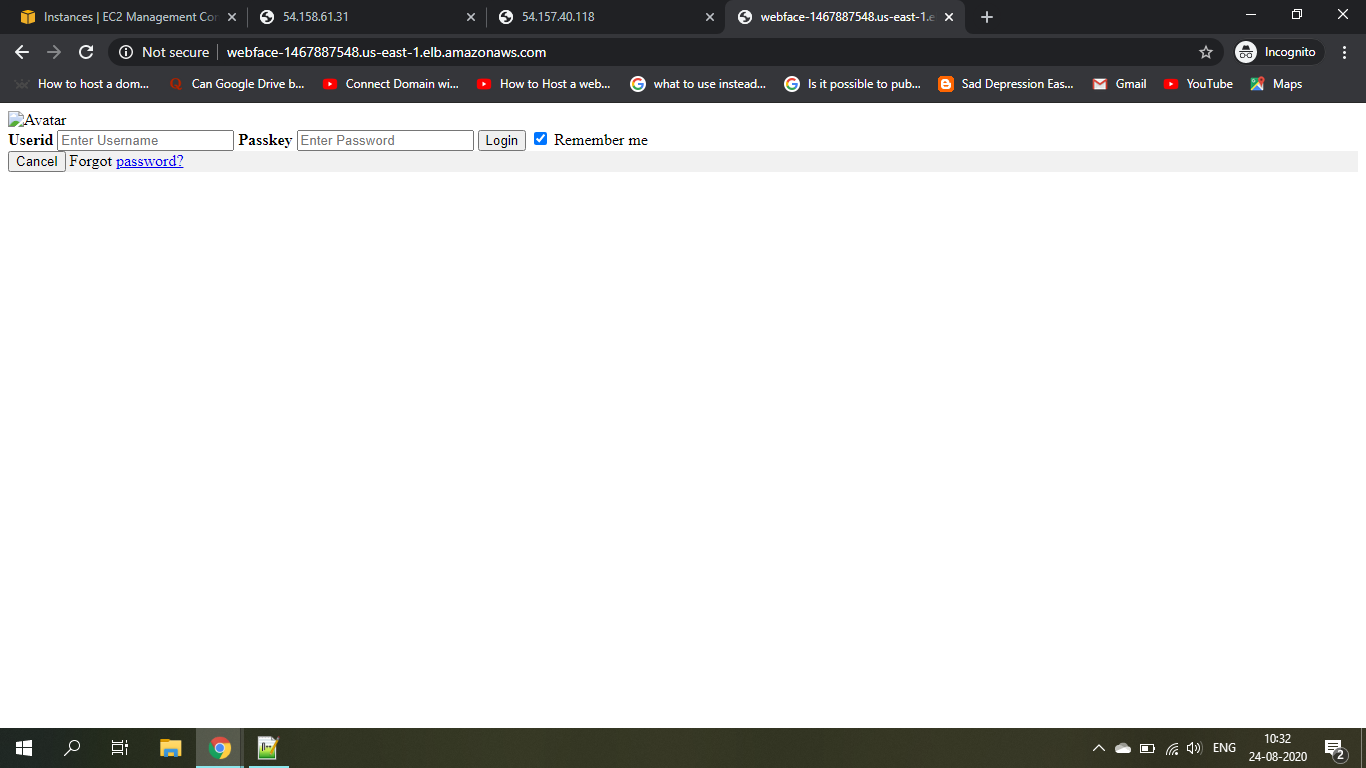 Instances | EC2 Management Cor
54.158.61.31
54.157.40.118
webface-1467887548.us-east-1.e
Not secure
webface-1467887548.us-east-1.elb.amazonaws.com
Incognito
How to host a dom...
Can Google Drive b...
Connect Domain wi...
How to Host a web...
what to use instead...
Is it possible to pub...
Sad Depression Eas...
Gmail
YouTube
Maps
Avatar
Userid Enter Username Passkey Enter Password Login Remember me
Cancel Forgot password?
ENG
10:32
24-08-2020
2